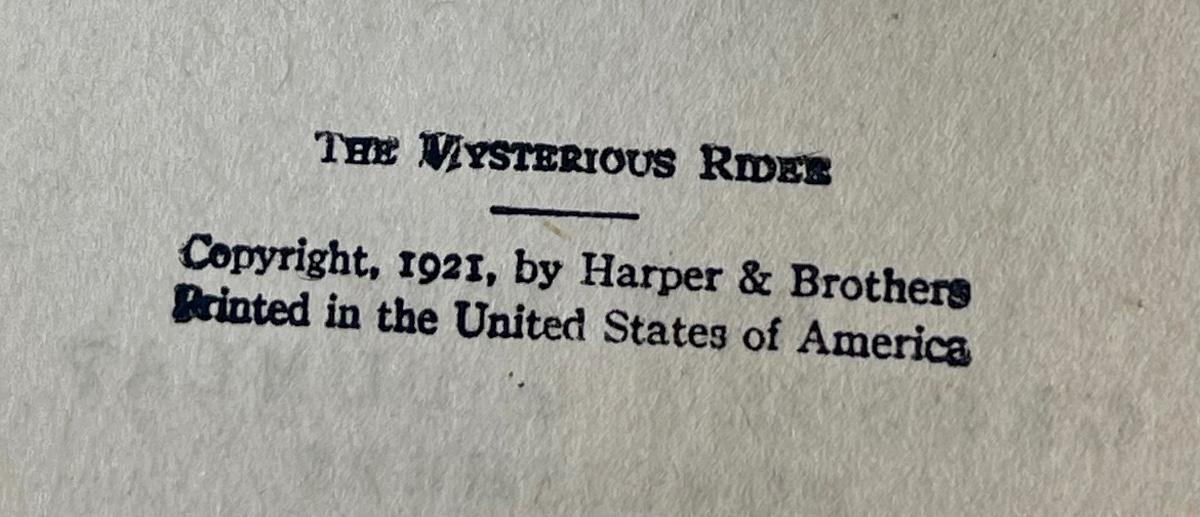 THE MYSTERIOUS RIDER
Copyright, 1921, by Harper & Brothers
Printed in the United States of America